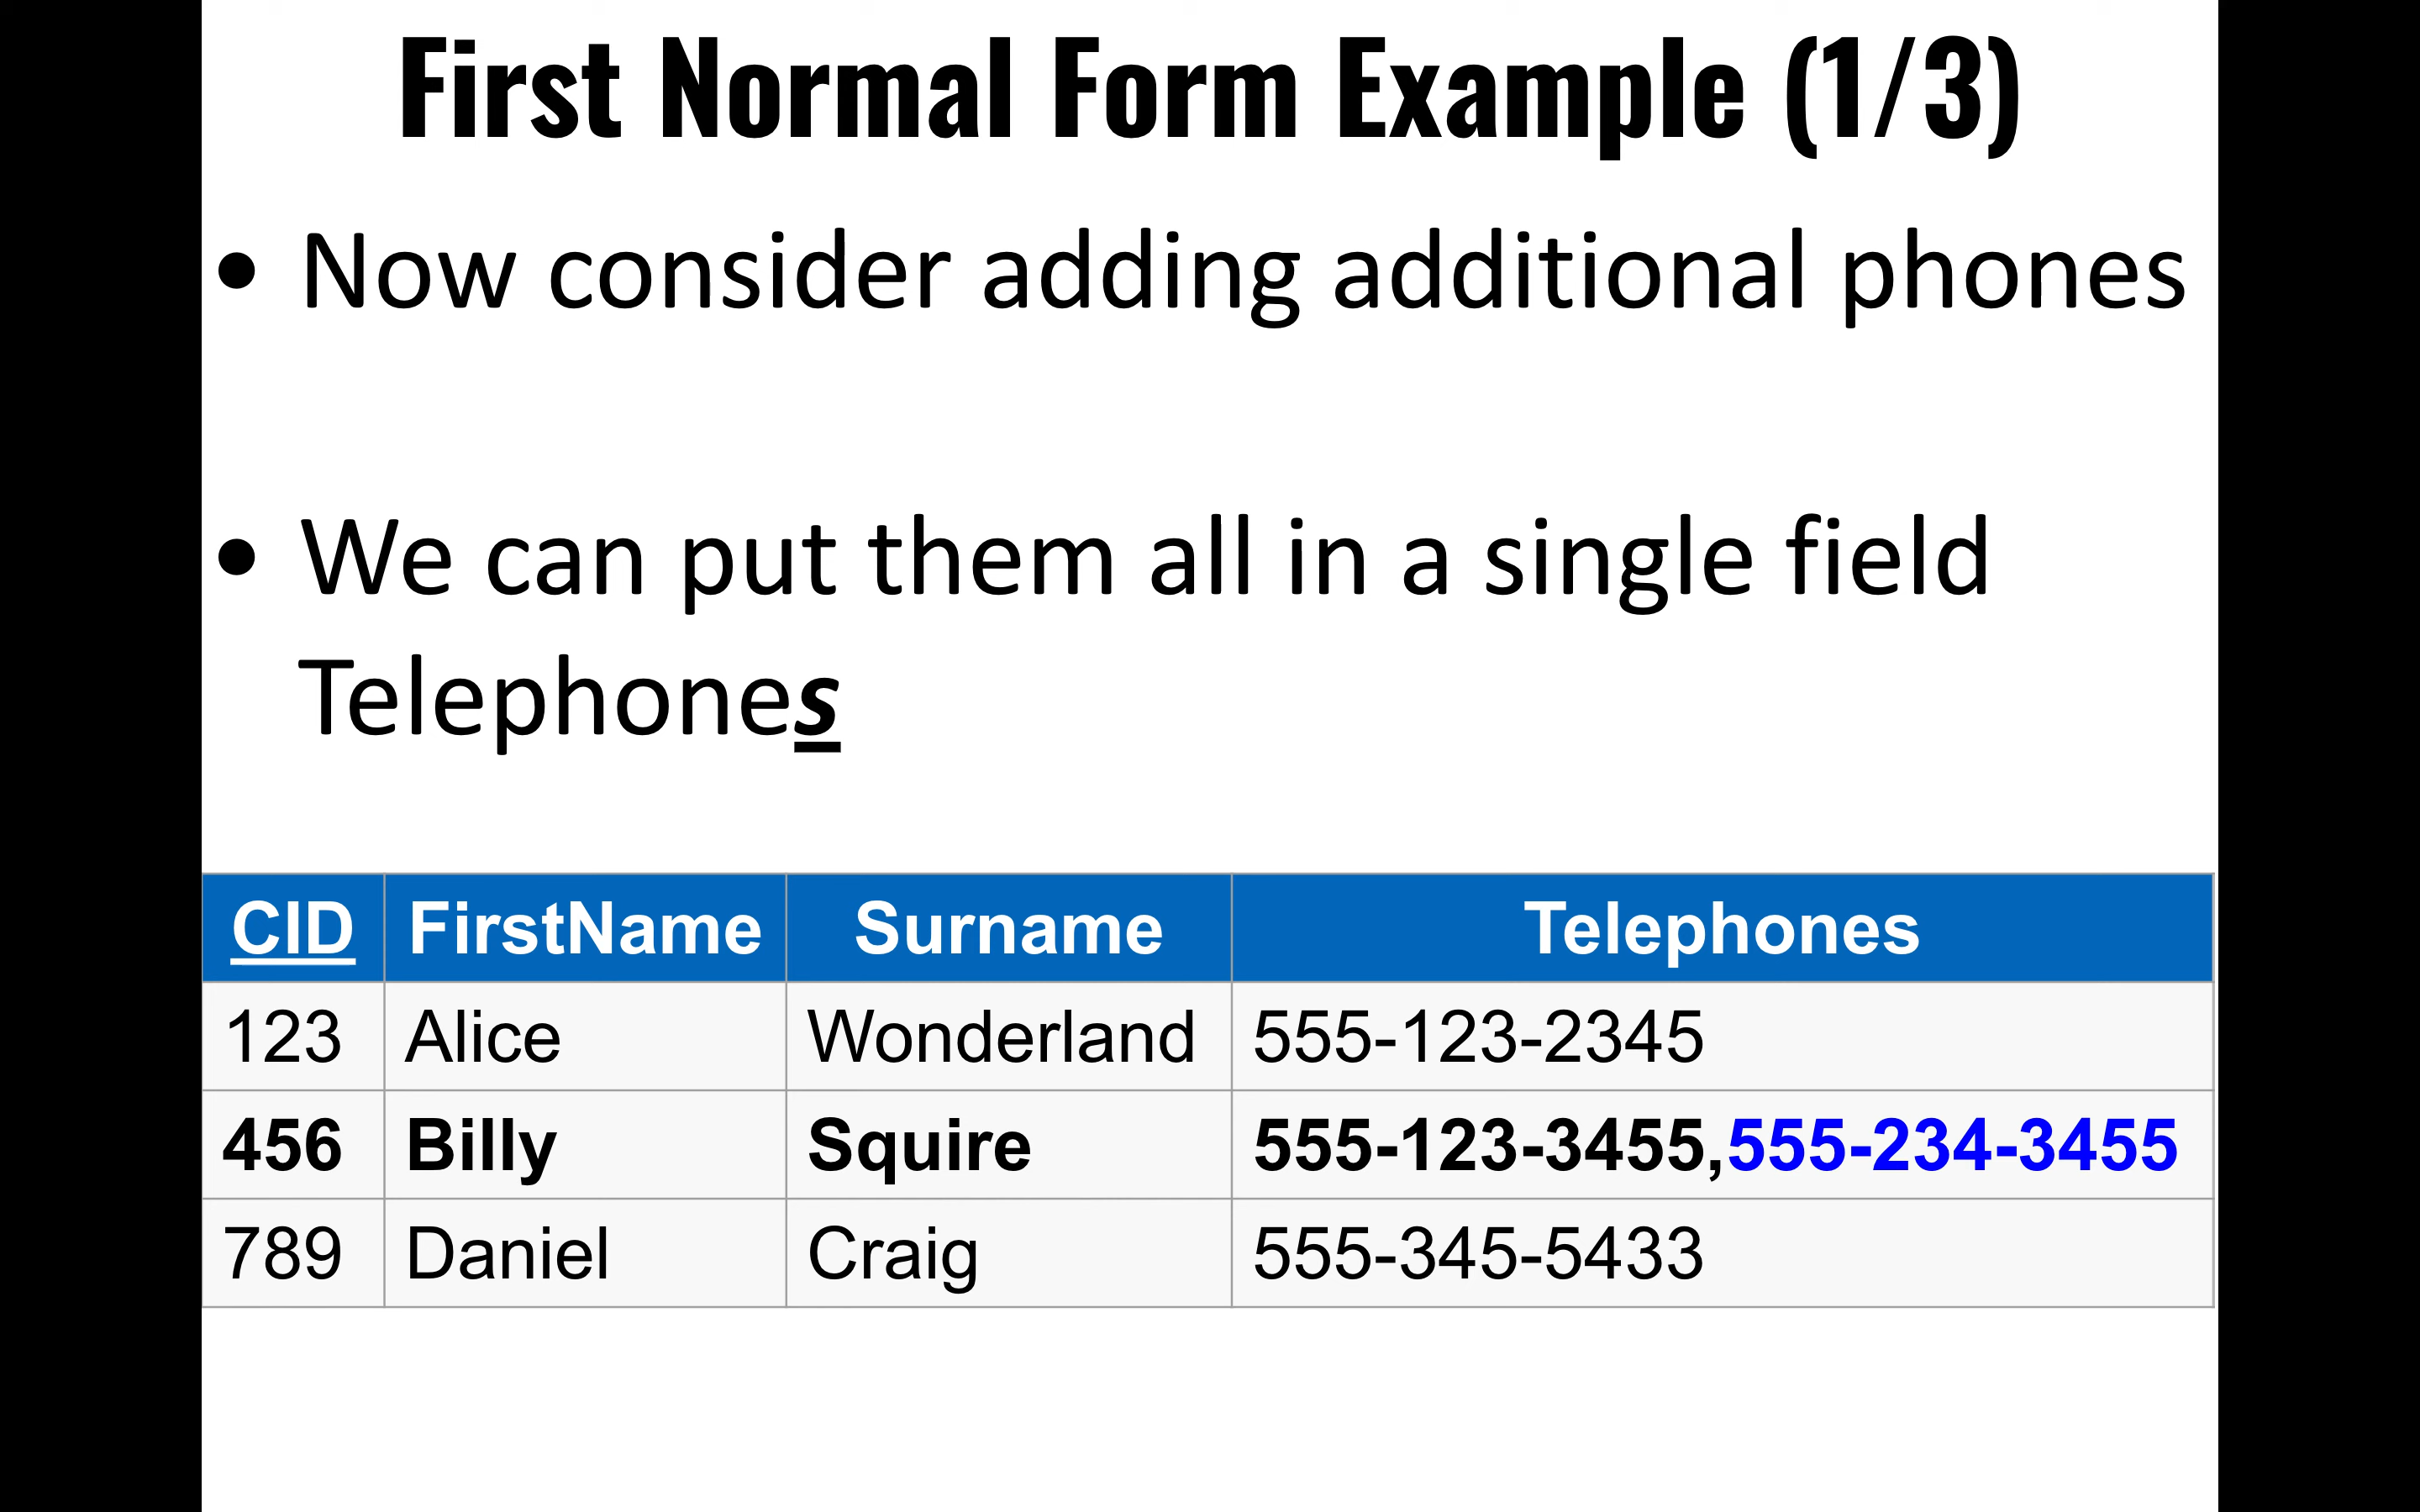 First Normal Form Example (1/3)
• Now consider adding additional phones
• We can put them all in a single field
Telephones
CID FirstName Surname Telephones
123 Alice Wonderland 555-123-2345
456 Billy Squire 555-123-3455,555-234-3455
789 Daniel Craig 555-345-5433